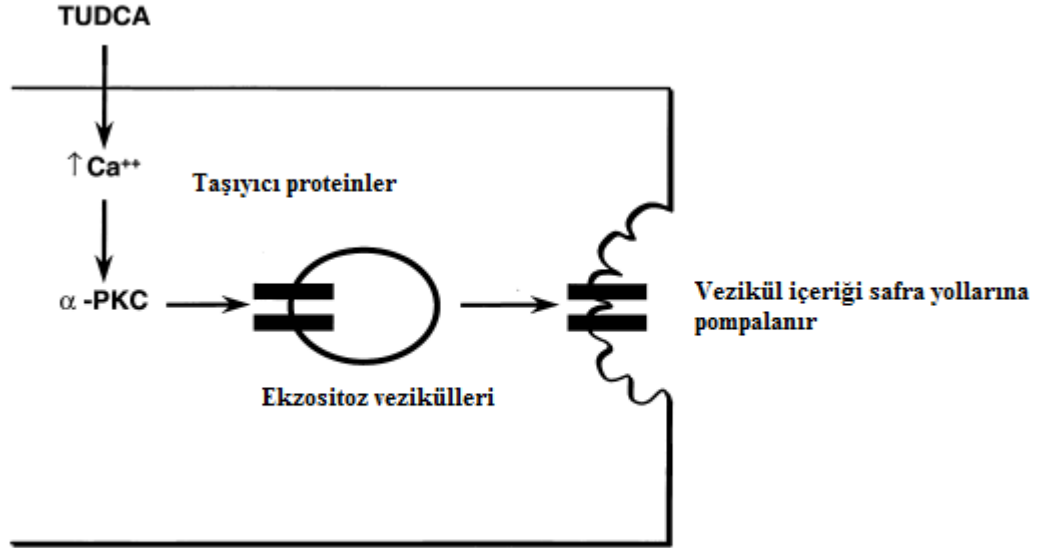 TUDCA
↑Ca⁺⁺
Taşıyıcı proteinler
α -PKC
Vezikül içeriği safra yollarına
pompalanır
Ekzositoz vezikülleri